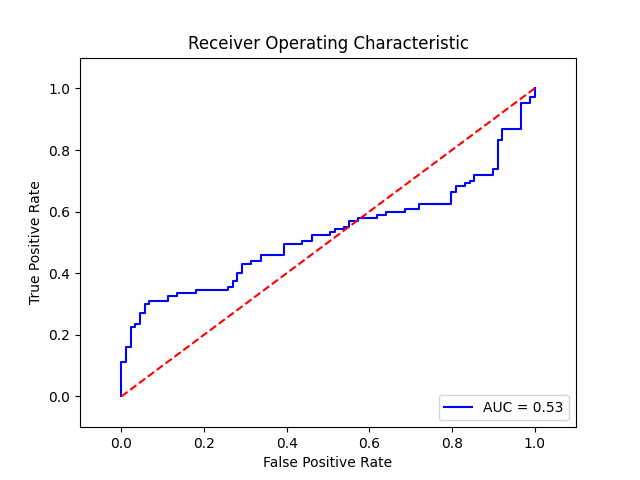 Receiver Operating Characteristic
True Positive Rate
1.0
0.8
0.6
0.4
0.2
0.0
AUC = 0.53
0.0 0.2 0.4 0.6 0.8 1.0
False Positive Rate